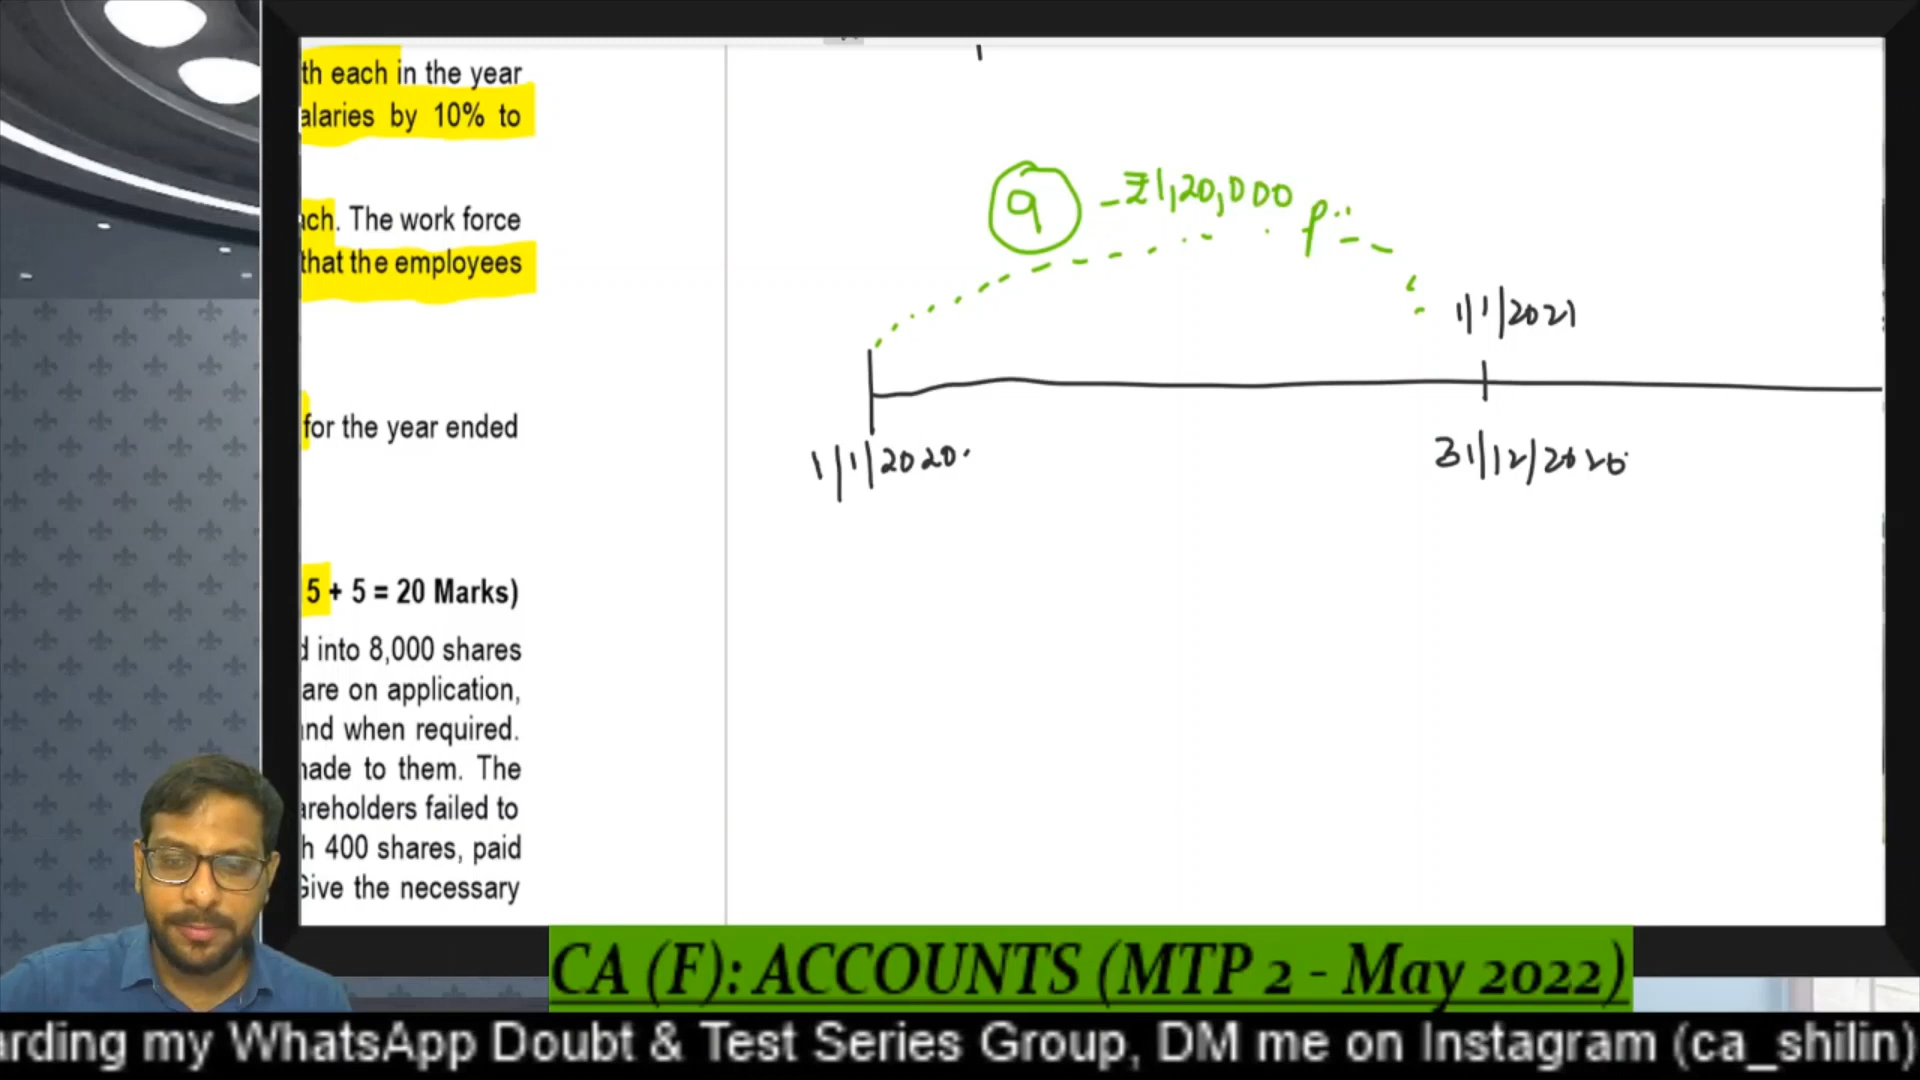 th each in the year
alaries by 10% to
ach. The work force
that the employees
for the year ended
5 + 5 = 20 Marks)
d into 8,000 shares
are on application,
and when required.
made to them. The
areholders failed to
h 400 shares, paid
Give the necessary
9 - ₹1,20,000 p
1/1/2021
1/1/2020
31/12/2020
CA (F): ACCOUNTS (MTP 2 - May 2022)
arding my WhatsApp Doubt & Test Series Group, DM me on Instagram (ca_shilin)